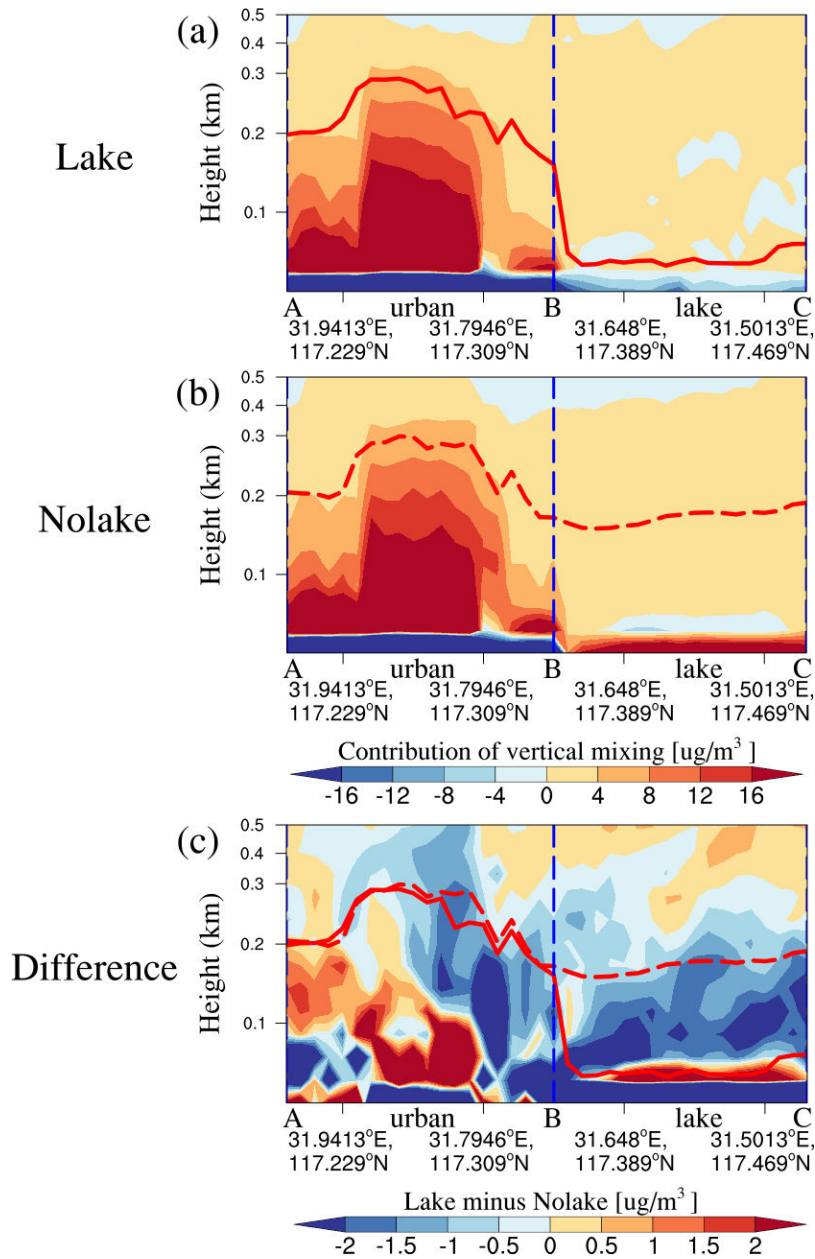 (a)
Lake
Height (km)
0.5
0.4
0.3
0.2
0.1
A urban B lake C
31.9413°E, 31.7946°E, 31.648°E, 31.5013°E,
117.229°N 117.309°N 117.389°N 117.469°N
(b)
Nolake
Height (km)
0.5
0.4
0.3
0.2
0.1
A urban B lake C
31.9413°E, 31.7946°E, 31.648°E, 31.5013°E,
117.229°N 117.309°N 117.389°N 117.469°N
Contribution of vertical mixing [ug/m³ ]
-16 -12 -8 -4 0 4 8 12 16
(c)
Difference
Height (km)
0.5
0.4
0.3
0.2
0.1
A urban B lake C
31.9413°E, 31.7946°E, 31.648°E, 31.5013°E,
117.229°N 117.309°N 117.389°N 117.469°N
Lake minus Nolake [ug/m³ ]
-2 -1.5 -1 -0.5 0 0.5 1 1.5 2